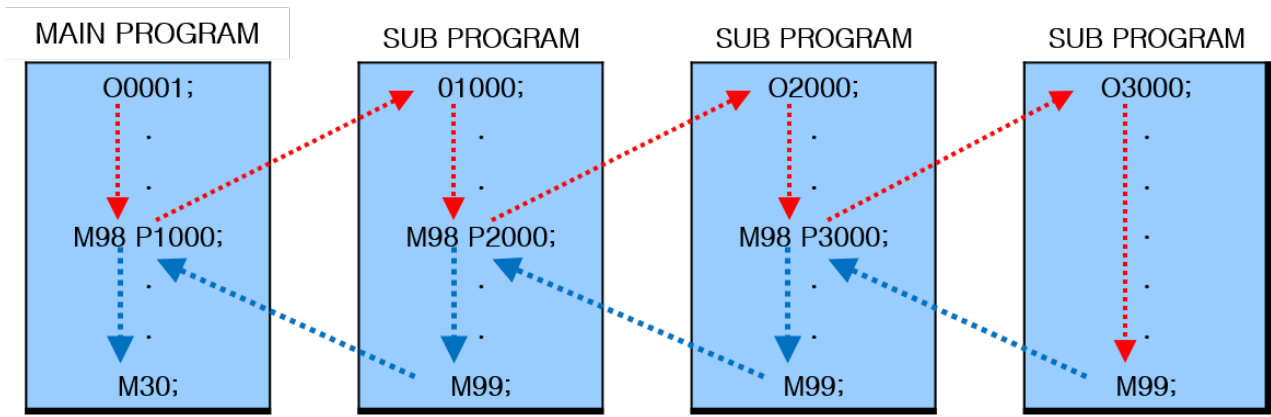 MAIN PROGRAM
O0001;
.
.
M98 P1000;
.
.
M30;
SUB PROGRAM
01000;
.
.
M98 P2000;
.
.
M99;
SUB PROGRAM
O2000;
.
.
M98 P3000;
.
.
M99;
SUB PROGRAM
O3000;
.
.
.
.
.
M99;